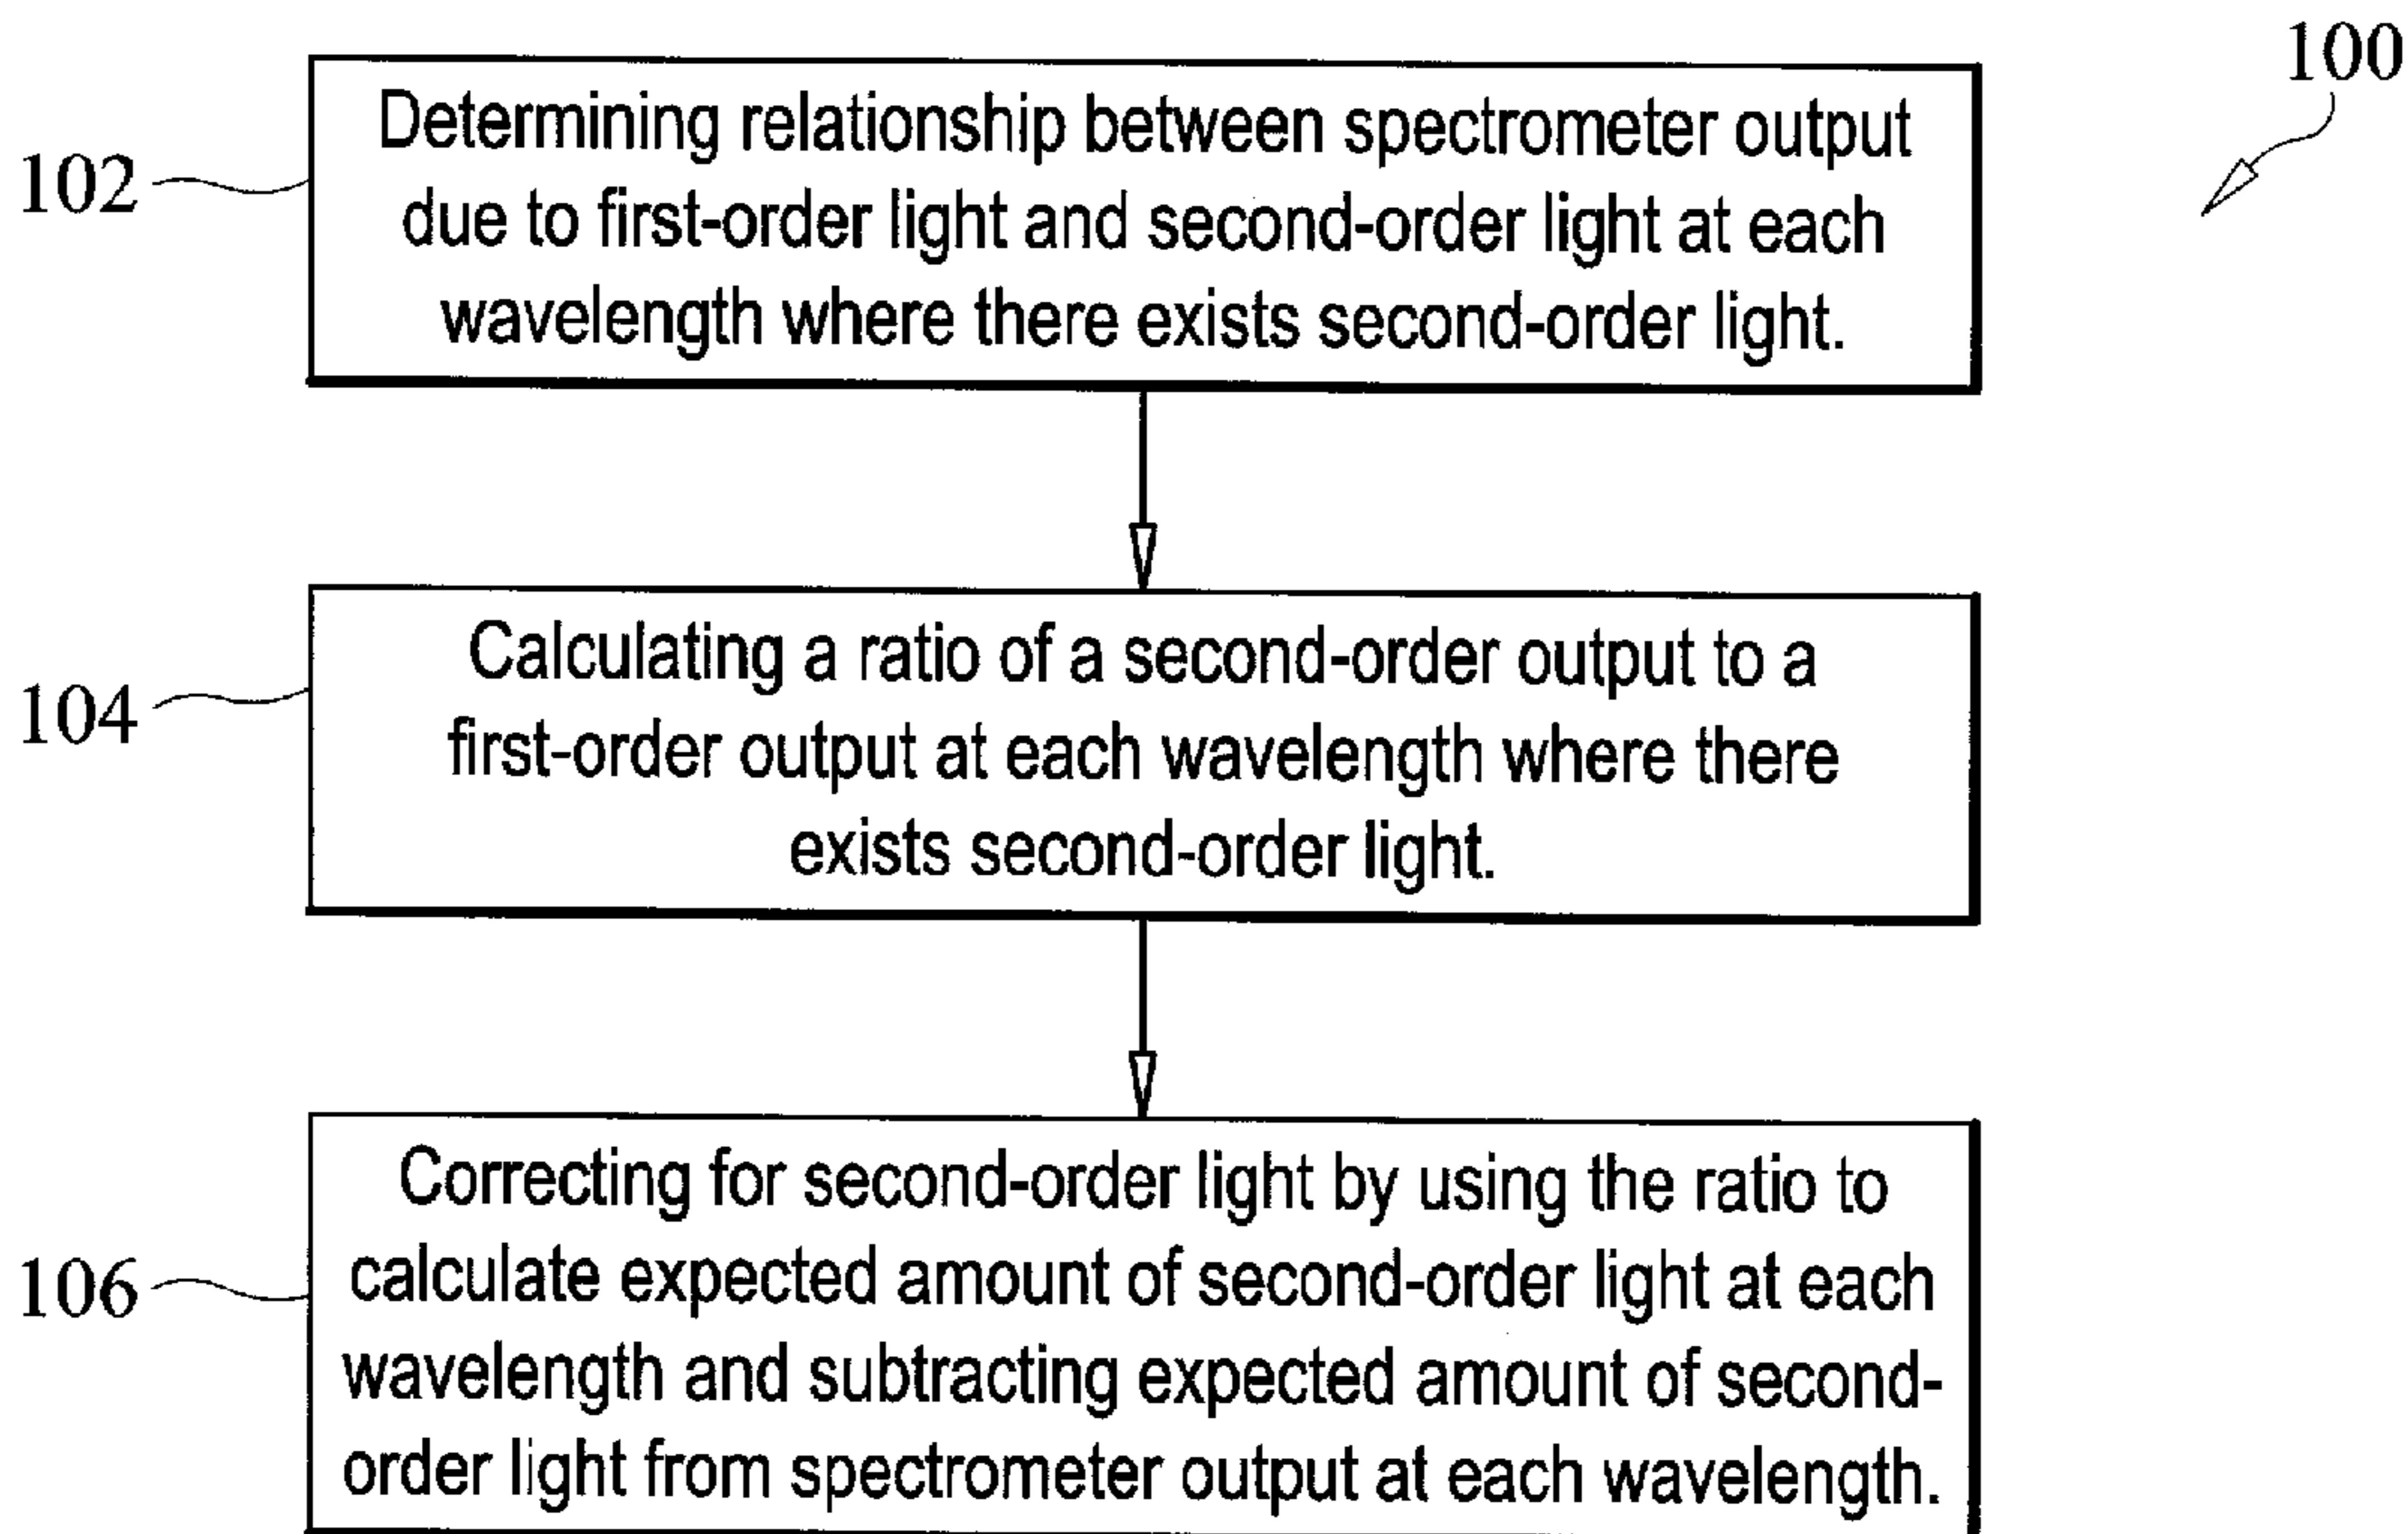 100
102
Determining relationship between spectrometer output
due to first-order light and second-order light at each
wavelength where there exists second-order light.
104
Calculating a ratio of a second-order output to a
first-order output at each wavelength where there
exists second-order light.
106
Correcting for second-order light by using the ratio to
calculate expected amount of second-order light at each
wavelength and subtracting expected amount of second-
order light from spectrometer output at each wavelength.